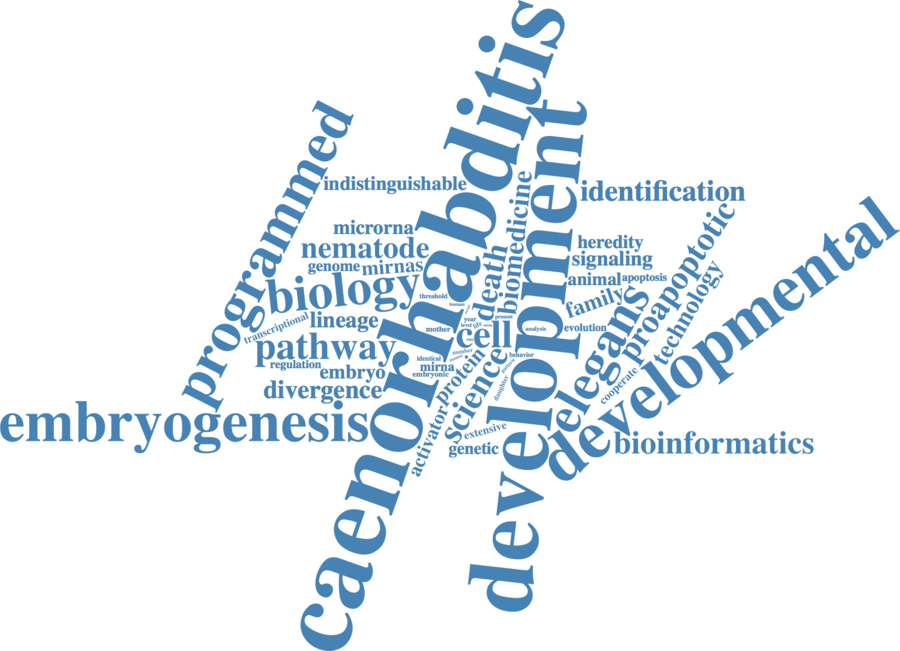 caenorhabditis
development
programmed
indistinguishable
identification
microrna
nematode
genome
mirnas
biology
threshold
human
death
biomedicine
heredity
signaling
animal
apoptosis
family
proapoptotic
technology
developmental
transcriptional
lineage
mother
year
level
present
cell
analysis
evolution
pathway
regulation
embryo
divergence
identical
mirna
embryonic
number
protein
science
behavior
pattern
daughter
elegans
cooperate
embryogenesis
activator
extensive
genetic
bioinformatics